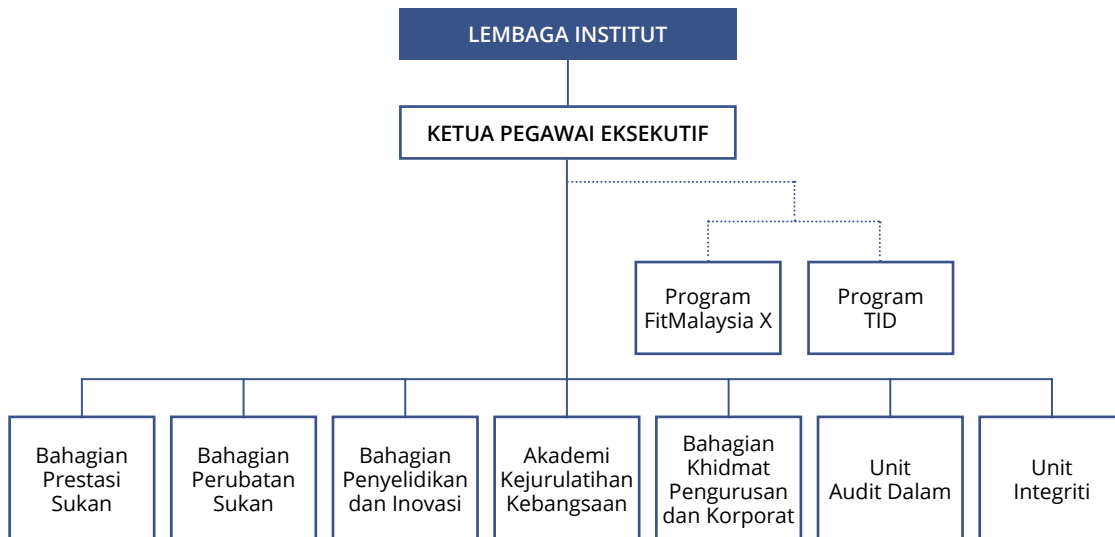 LEMBAGA INSTITUT
KETUA PEGAWAI EKSEKUTIF
Program
FitMalaysia X
Program
TID
Bahagian
Prestasi
Sukan
Bahagian
Perubatan
Sukan
Bahagian
Penyelidikan
dan Inovasi
Akademi
Kejurulatihan
Kebangsaan
Bahagian
Khidmat
Pengurusan
dan Korporat
Unit
Audit Dalam
Unit
Integriti